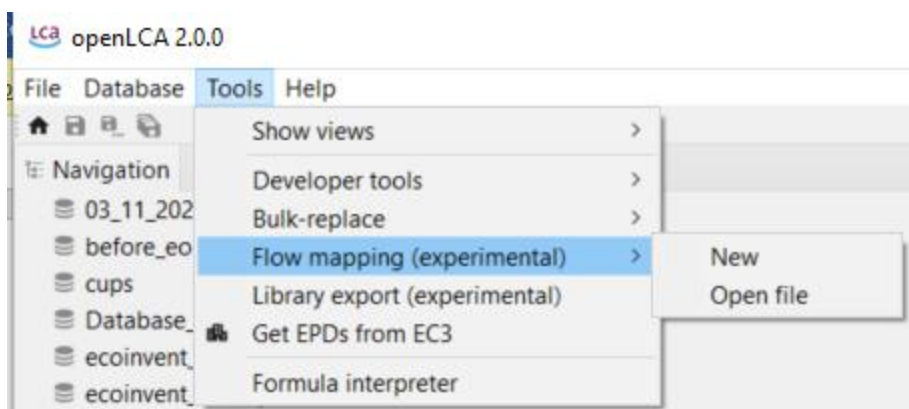 LCA openLCA 2.0.0
File Database Tools Help
Show views
Navigation
Developer tools
03_11_202
Bulk-replace
before_eo
Flow mapping (experimental) New
cups
Library export (experimental) Open file
Database_
Get EPDs from EC3
ecoinvent_
Formula interpreter
ecoinvent_